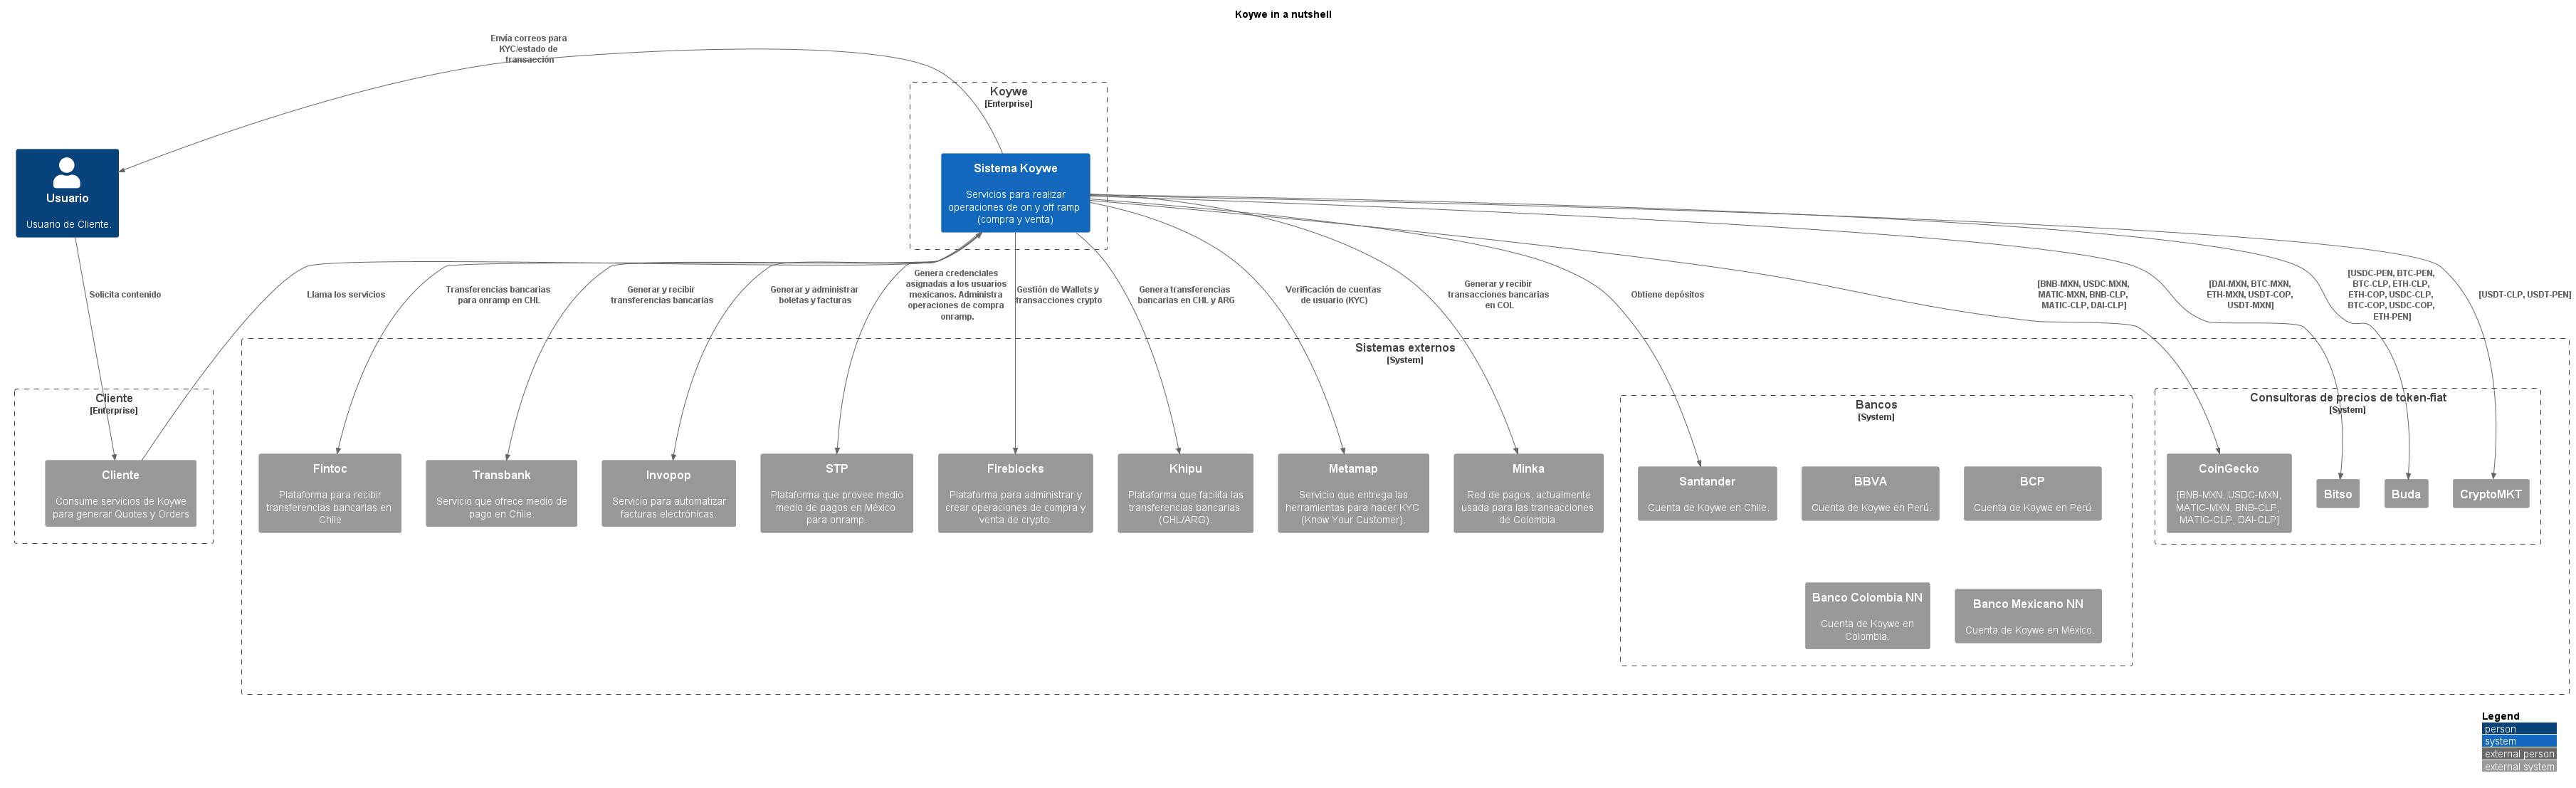 Koywe in a nutshell
Envía correos para
KYC/estado de
transacción
Koywe
[Enterprise]
Usuario
Usuario de Cliente.
Sistema Koywe
Servicios para realizar
operaciones de on y off ramp
(compra y venta)
Solicita contenido
Llama los servicios
Transferencias bancarias
para onramp en CHL
Generar y recibir
transferencias bancarias
Generar y administrar
boletas y facturas
Genera credenciales
asignadas a los usuarios
mexicanos. Administra
operaciones de compra
onramp.
Gestión de Wallets y
transacciones crypto
Genera transferencias
bancarias en CHL y ARG
Verificación de cuentas
de usuario (KYC)
Generar y recibir
transacciones bancarias
en COL
Obtiene depósitos
[BNB-MXN, USDC-MXN,
MATIC-MXN, BNB-CLP,
MATIC-CLP, DAI-CLP]
[DAI-MXN, BTC-MXN,
ETH-MXN, USDT-COP,
USDT-MXN]
[USDC-PEN, BTC-PEN,
BTC-CLP, ETH-CLP,
ETH-COP, USDC-CLP,
BTC-COP, USDC-COP,
ETH-PEN]
[USDT-CLP, USDT-PEN]
Sistemas externos
[System]
Cliente
[Enterprise]
Cliente
Consume servicios de Koywe
para generar Quotes y Orders
Fintoc
Plataforma para recibir
transferencias bancarias en
Chile
Transbank
Servicio que ofrece medio de
pago en Chile.
Invopop
Servicio para automatizar
facturas electrónicas.
STP
Plataforma que provee medio
medio de pagos en México
para onramp.
Fireblocks
Plataforma para administrar y
crear operaciones de compra y
venta de crypto.
Khipu
Plataforma que facilita las
transferencias bancarias
(CHL/ARG).
Metamap
Servicio que entrega las
herramientas para hacer KYC
(Know Your Customer).
Minka
Red de pagos, actualmente
usada para las transacciones
de Colombia.
Bancos
[System]
Santander
Cuenta de Koywe en Chile.
BBVA
Cuenta de Koywe en Perú.
BCP
Cuenta de Koywe en Perú.
Banco Colombia NN
Cuenta de Koywe en
Colombia.
Banco Mexicano NN
Cuenta de Koywe en México.
Consultoras de precios de token-fiat
[System]
CoinGecko
[BNB-MXN, USDC-MXN,
MATIC-MXN, BNB-CLP,
MATIC-CLP, DAI-CLP]
Bitso
Buda
CryptoMKT
Legend
person
system
external person
external system